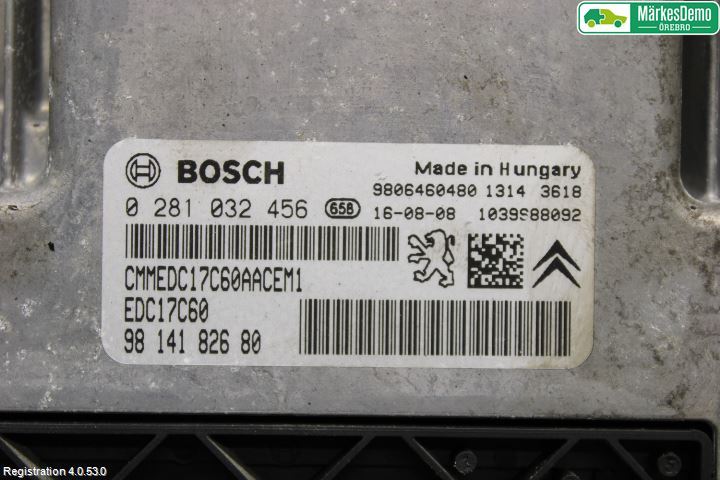 MärkesDemo
ÖREBRO
BOSCH
Made in Hungary
9806460480 1314 3618
0 281 032 456 658 16-08-08 1039S88092
CMMEDC17C60AACEM1
EDC17C60
98 141 826 80
Registration 4.0.53.0